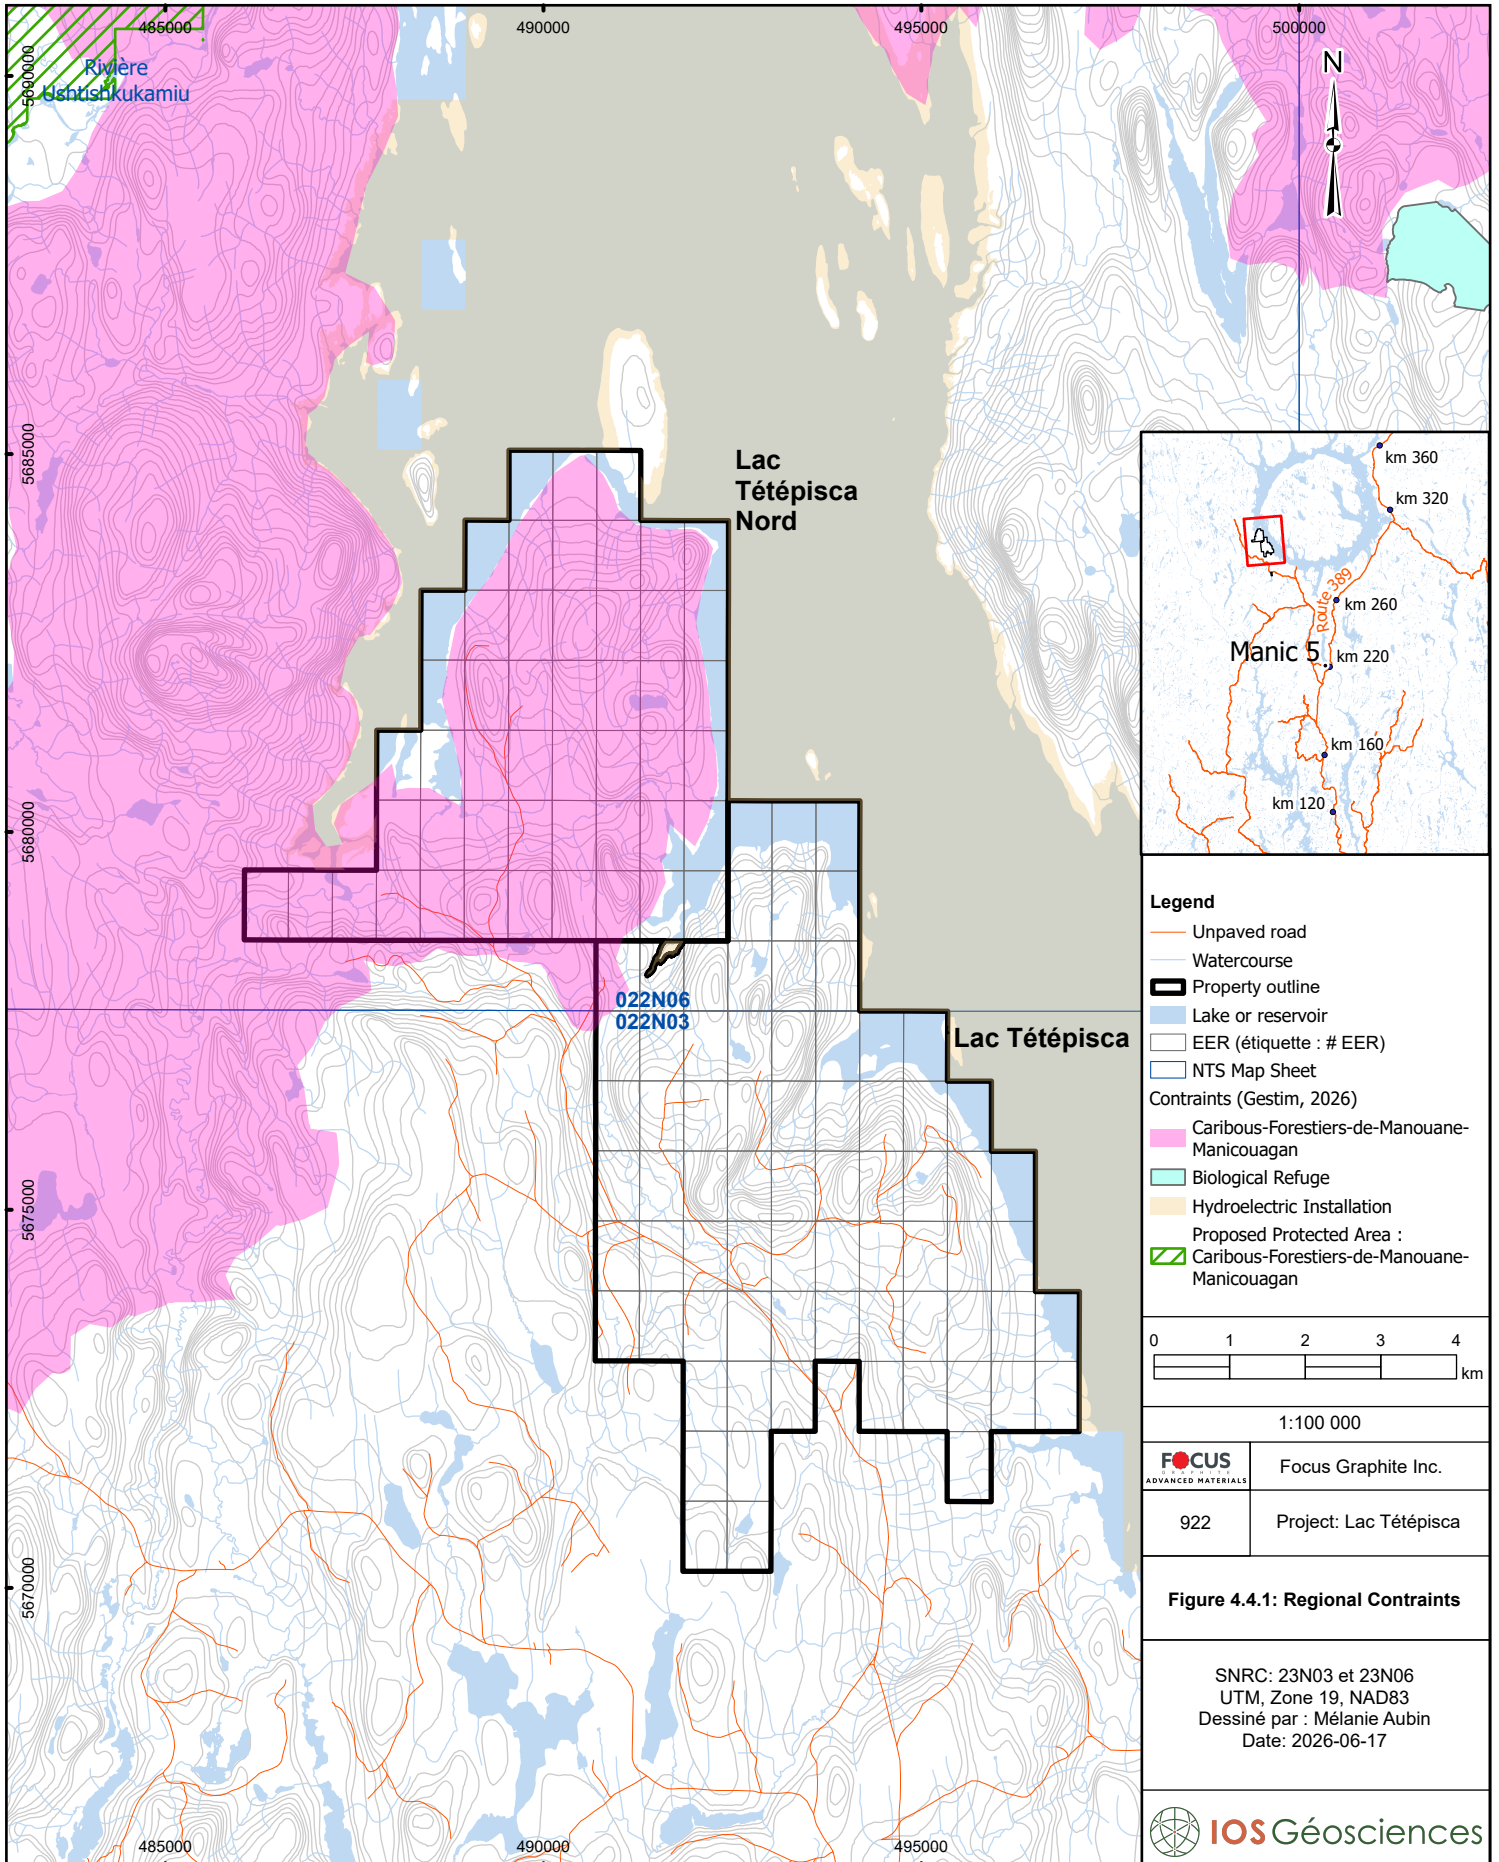 485000
490000
495000
500000
5690000
Rivière
Ushtishkukamiu
N
5685000
5680000
5675000
5670000
Lac
Tétépisca
Nord
022N06
022N03
Lac Tétépisca
km 360
km 320
Route 389
km 260
Manic 5
km 220
km 160
km 120
Legend
Unpaved road
Watercourse
Property outline
Lake or reservoir
EER (étiquette : # EER)
NTS Map Sheet
Contraints (Gestim, 2026)
Caribous-Forestiers-de-Manouane-
Manicouagan
Biological Refuge
Hydroelectric Installation
Proposed Protected Area :
Caribous-Forestiers-de-Manouane-
Manicouagan
0 1 2 3 4
km
1:100 000
FOCUS
GRAPHITE
ADVANCED MATERIALS
Focus Graphite Inc.
922
Project: Lac Tétépisca
Figure 4.4.1: Regional Contraints
SNRC: 23N03 et 23N06
UTM, Zone 19, NAD83
Dessiné par : Mélanie Aubin
Date: 2026-06-17
IOS Géosciences
485000
490000
495000